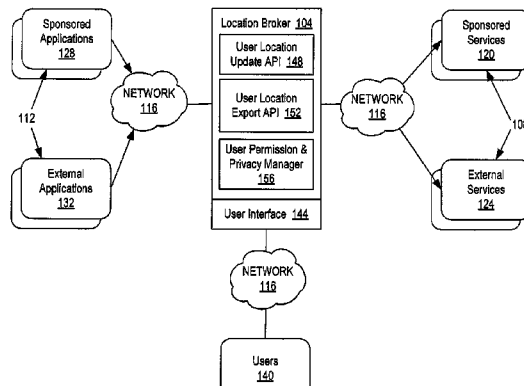 Sponsored
Applications
128
112
External
Applications
132
NETWORK
116
Location Broker 104
User Location
Update API 148
User Location
Export API 152
User Permission &
Privacy Manager
156
User Interface 144
NETWORK
116
Sponsored
Services
120
External
Services
124
NETWORK
116
Users
140